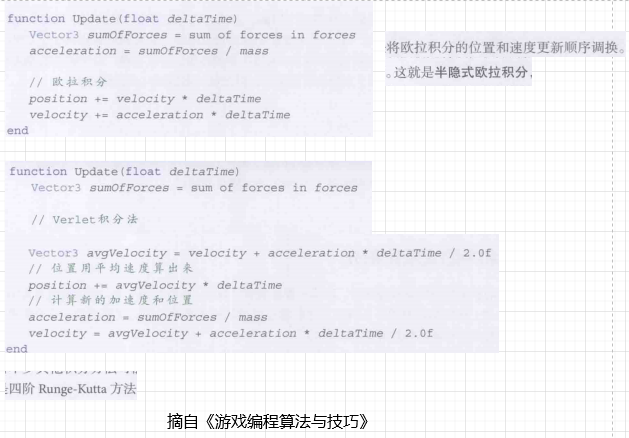 function Update(float deltaTime)
Vector3 sumOfForces = sum of forces in forces
acceleration = sumOfForces / mass
// 欧拉积分
position += velocity * deltaTime
velocity += acceleration * deltaTime
end
将欧拉积分的位置和速度更新顺序调换。
。这就是半隐式欧拉积分,
function Update(float deltaTime)
Vector3 sumOfForces = sum of forces in forces
// Verlet积分法
Vector3 avgVelocity = velocity + acceleration * deltaTime / 2.0f
// 位置用平均速度算出来
position += avgVelocity * deltaTime
// 计算新的加速度和位置
acceleration = sumOfForces / mass
velocity = avgVelocity + acceleration * deltaTime / 2.0f
end
四阶 Runge-Kutta 方法
摘自《游戏编程算法与技巧》